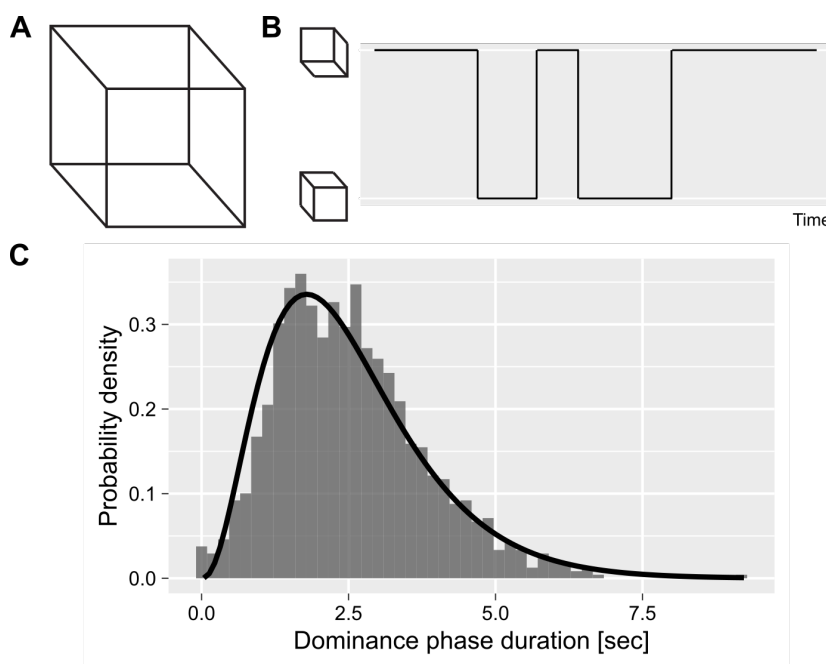 A
B
Time
C
Probability density
0.3
0.2
0.1
0.0
0.0 2.5 5.0 7.5
Dominance phase duration [sec]